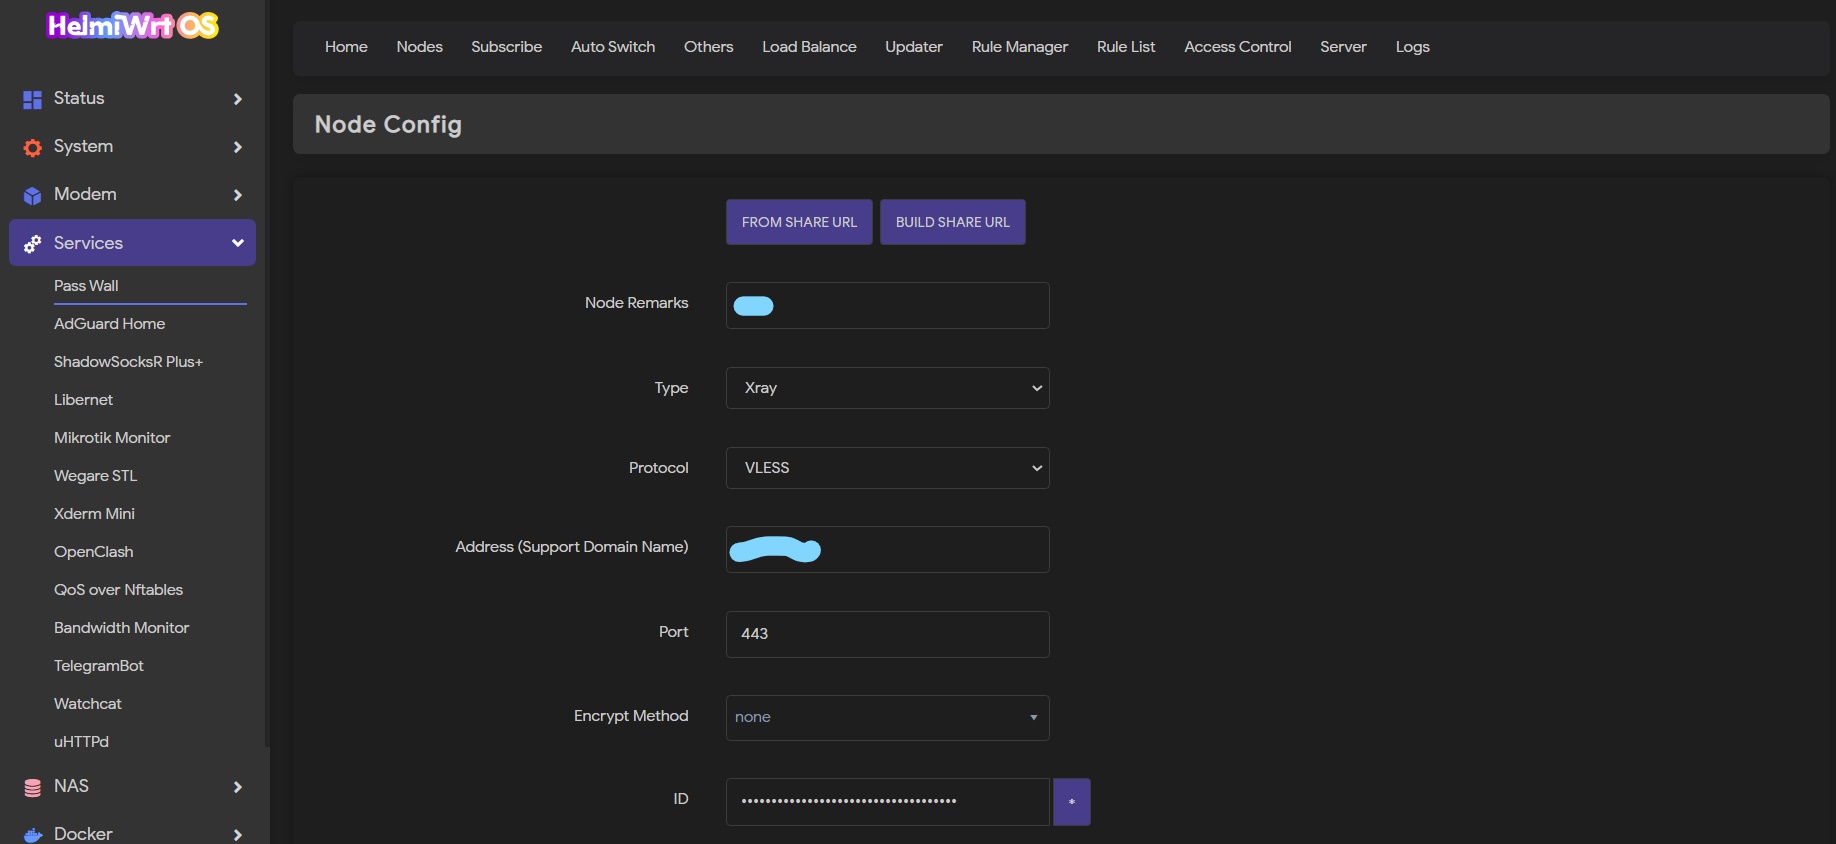 HelmiWrt OS
Home Nodes Subscribe Auto Switch Others Load Balance Updater Rule Manager Rule List Access Control Server Logs
Status
System
Modem
Services
Pass Wall
AdGuard Home
ShadowSocksR Plus+
Libernet
Mikrotik Monitor
Wegare STL
Xderm Mini
OpenClash
QoS over Nftables
Bandwidth Monitor
TelegramBot
Watchcat
uHTTPd
NAS
Docker
Node Config
FROM SHARE URL BUILD SHARE URL
Node Remarks
Type Xray
Protocol VLESS
Address (Support Domain Name)
Port 443
Encrypt Method none
ID •••••••••••••••••••••••••••••••••••• *